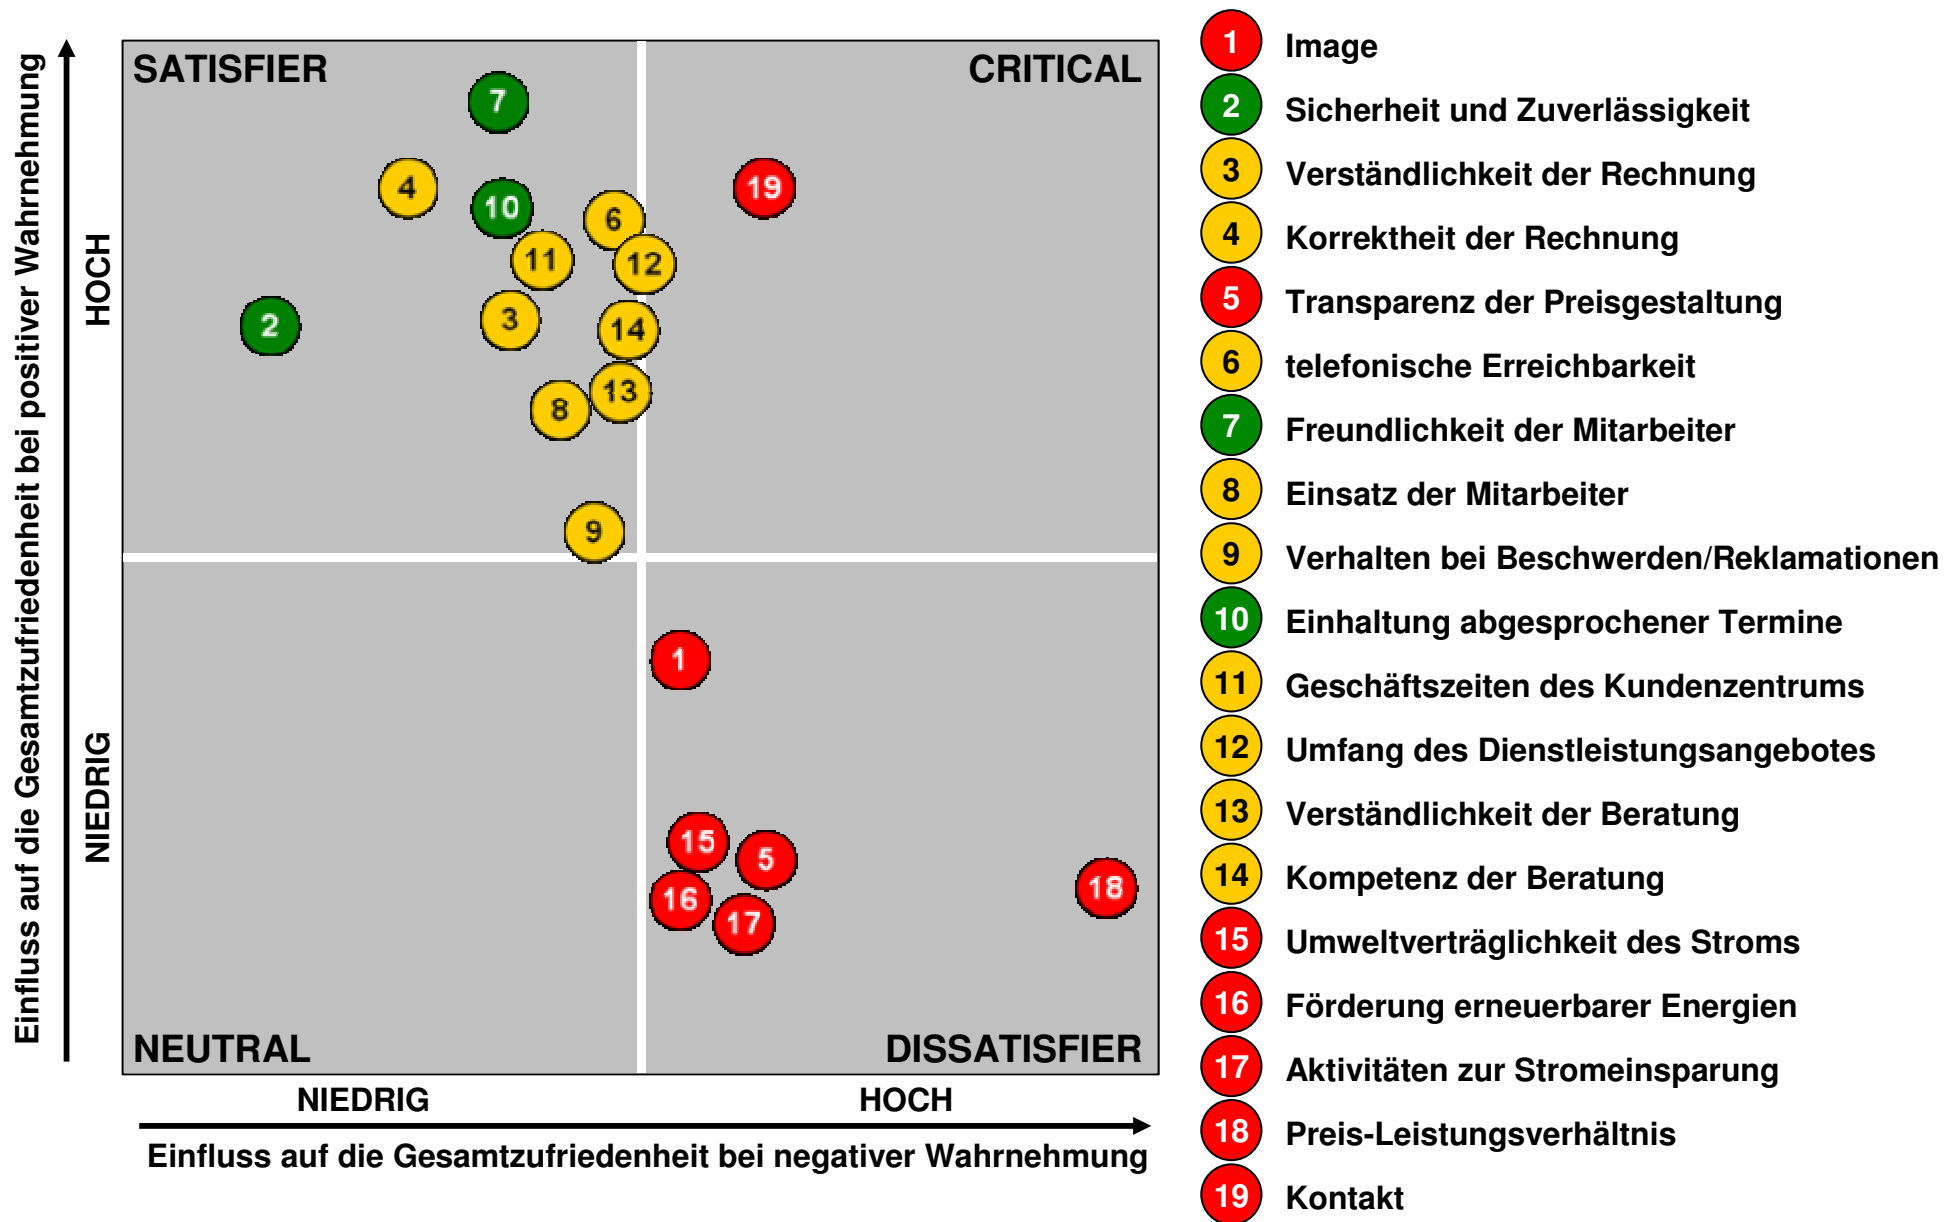 Einfluss auf die Gesamtzufriedenheit bei positiver Wahrnehmung
HOCH
NIEDRIG
SATISFIER
CRITICAL
7
4
19
10
6
11
12
3
2
14
13
8
9
1
15
5
18
16
17
NEUTRAL
DISSATISFIER
NIEDRIG
HOCH
Einfluss auf die Gesamtzufriedenheit bei negativer Wahrnehmung
1 Image
2 Sicherheit und Zuverlässigkeit
3 Verständlichkeit der Rechnung
4 Korrektheit der Rechnung
5 Transparenz der Preisgestaltung
6 telefonische Erreichbarkeit
7 Freundlichkeit der Mitarbeiter
8 Einsatz der Mitarbeiter
9 Verhalten bei Beschwerden/Reklamationen
10 Einhaltung abgesprochener Termine
11 Geschäftszeiten des Kundenzentrums
12 Umfang des Dienstleistungsangebotes
13 Verständlichkeit der Beratung
14 Kompetenz der Beratung
15 Umweltverträglichkeit des Stroms
16 Förderung erneuerbarer Energien
17 Aktivitäten zur Stromeinsparung
18 Preis-Leistungsverhältnis
19 Kontakt